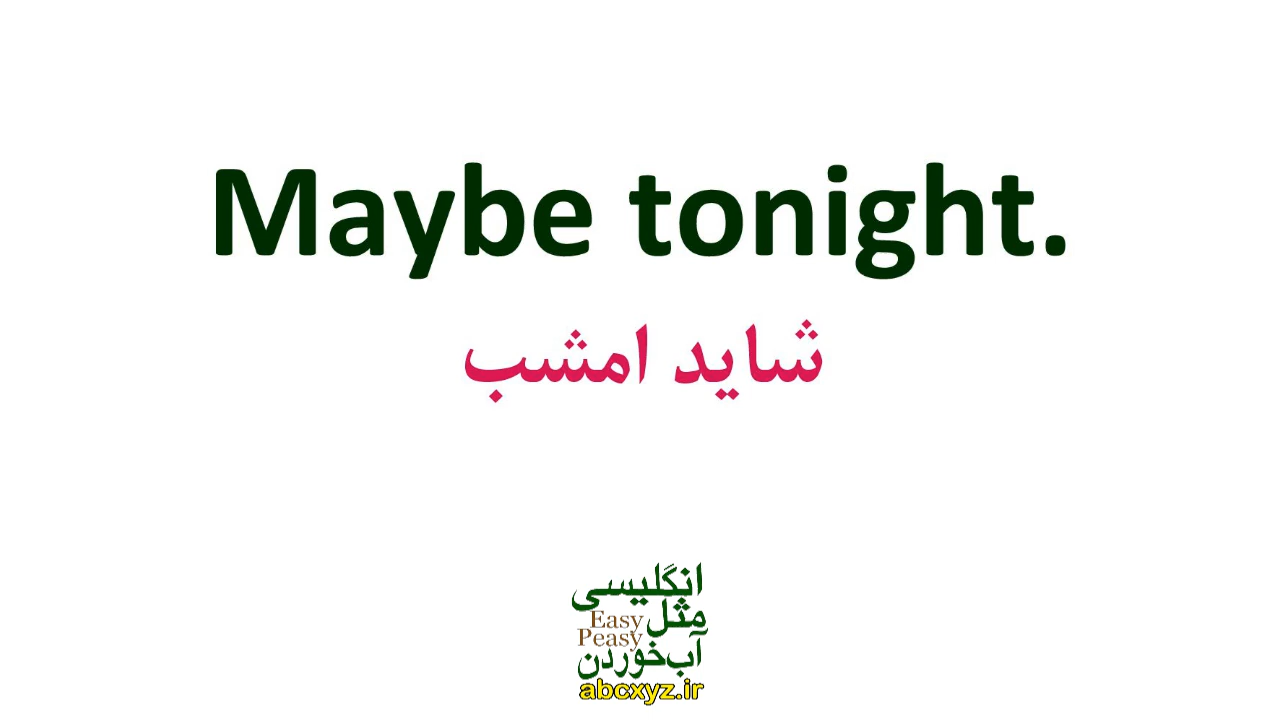 Maybe tonight.
شاید امشب
انگلیسی
مثل
Easy
Peasy
آب‌خوردن
abcxyz.ir